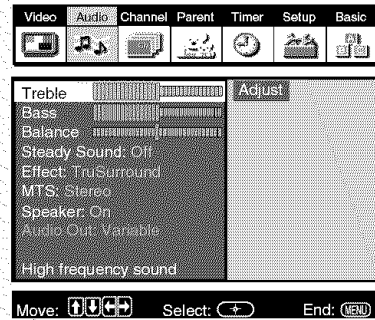 Video Audio Channel Parent Timer Setup Basic
Treble Adjust
Bass
Balance
Steady Sound: Off
Effect: TruSurround
MTS: Stereo
Speaker: On
Audio Out: Variable
High frequency sound
Move: Select: End: MENU